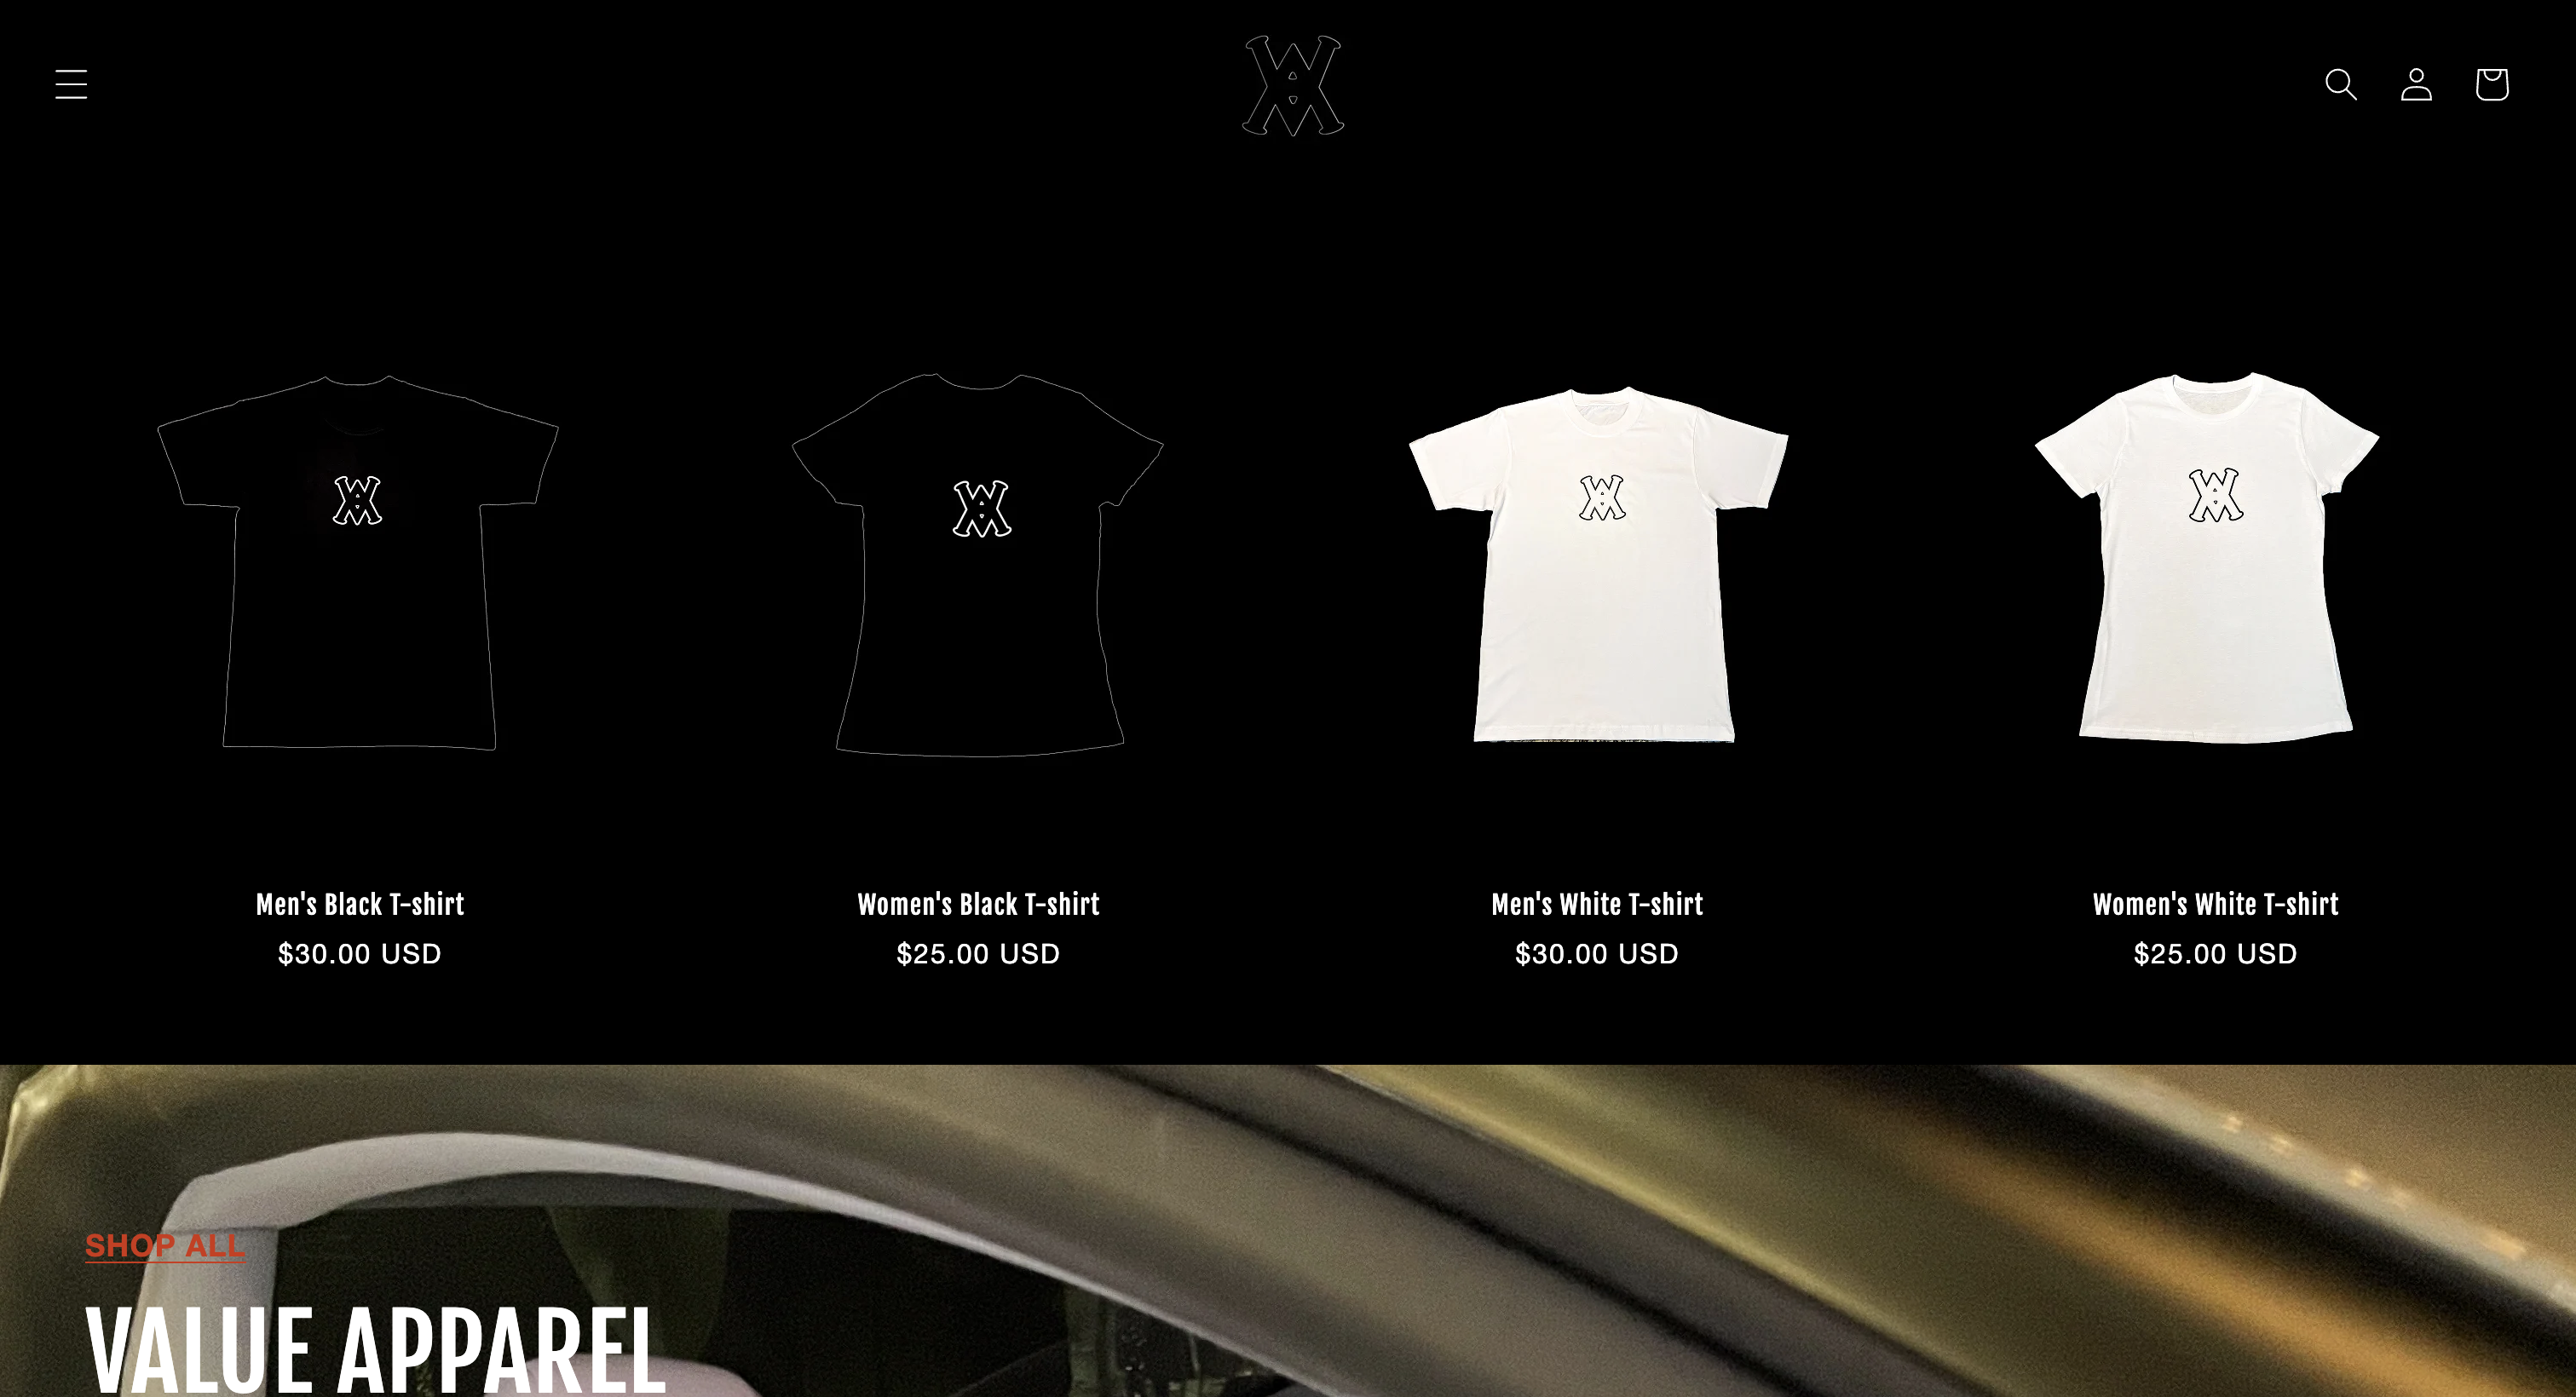 Men's Black T-shirt
$30.00 USD
Women's Black T-shirt
$25.00 USD
Men's White T-shirt
$30.00 USD
Women's White T-shirt
$25.00 USD
SHOP ALL
VALUE APPAREL